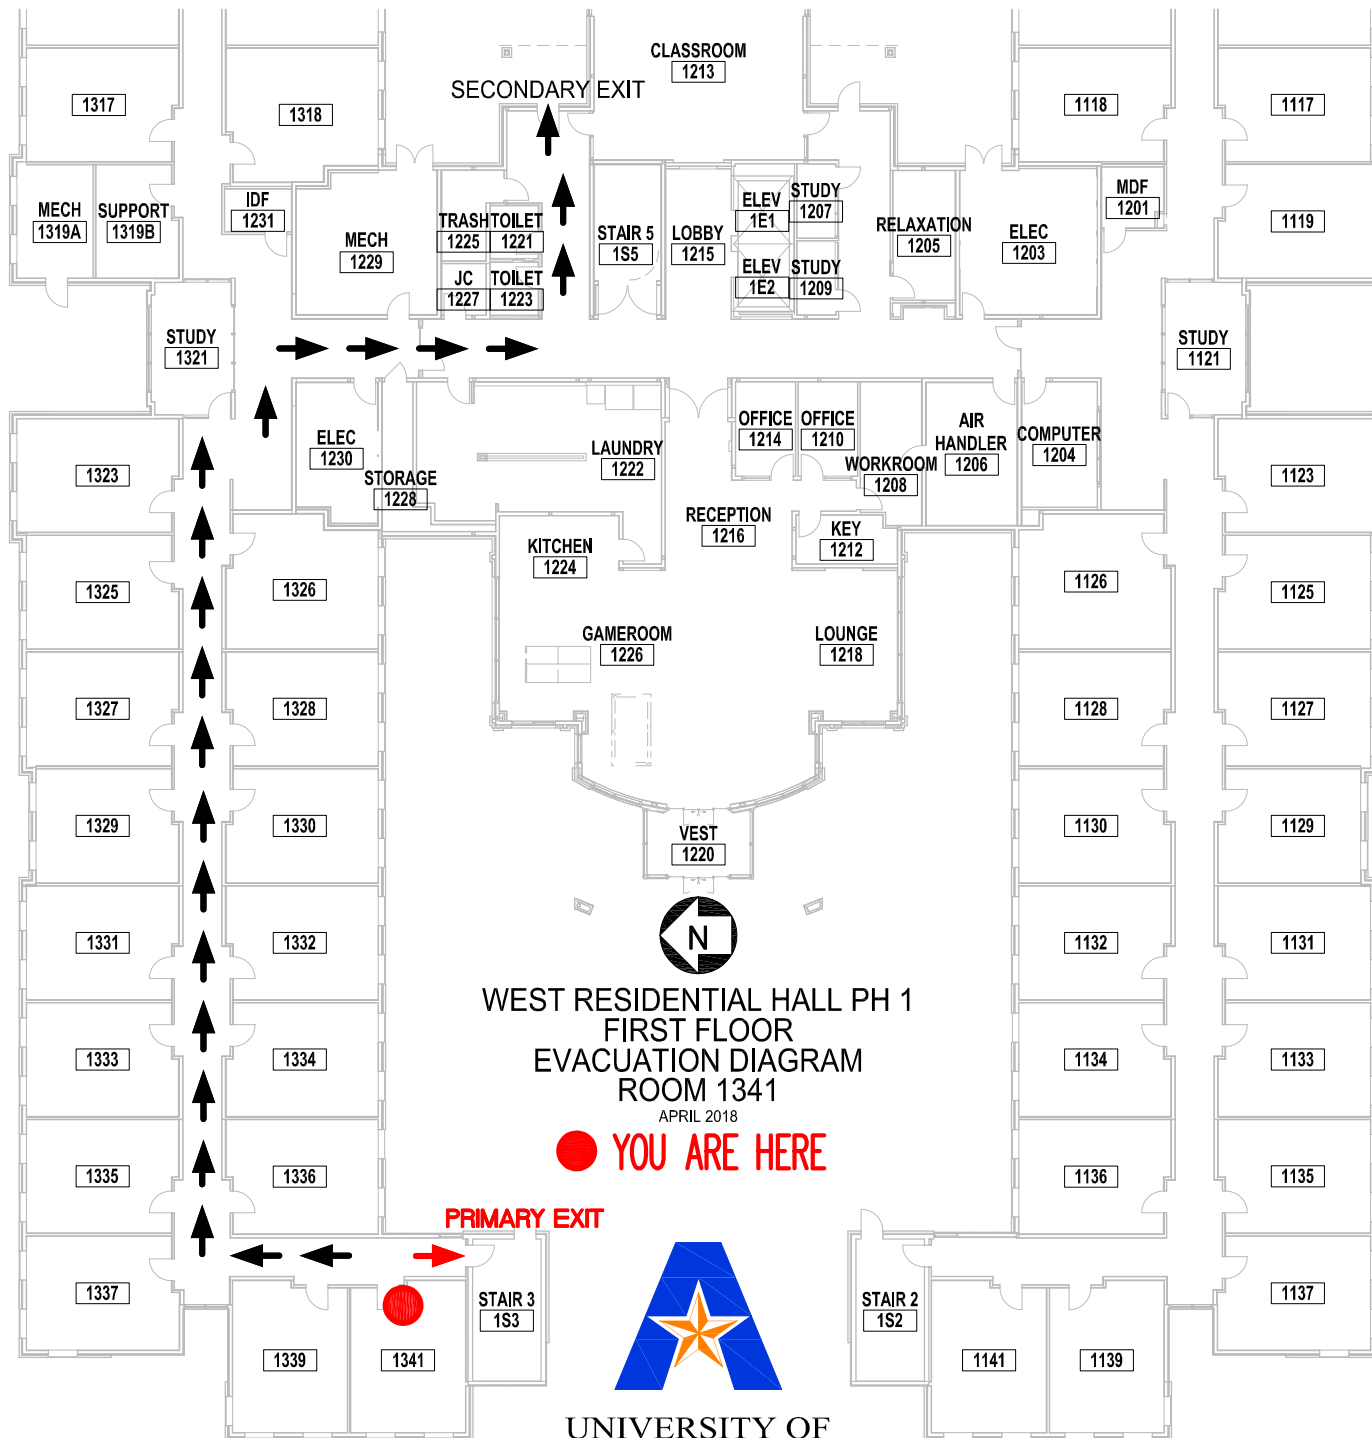 CLASSROOM
1213
SECONDARY EXIT
1317
1318
1118
1117
MECH
1319A
SUPPORT
1319B
IDF
1231
MECH
1229
TRASH
1225
TOILET
1221
JC
1227
TOILET
1223
STAIR 5
1S5
LOBBY
1215
ELEV
1E1
ELEV
1E2
STUDY
1207
STUDY
1209
RELAXATION
1205
ELEC
1203
MDF
1201
1119
STUDY
1321
STUDY
1121
ELEC
1230
STORAGE
1228
LAUNDRY
1222
OFFICE
1214
OFFICE
1210
WORKROOM
1208
AIR
HANDLER
1206
COMPUTER
1204
1323
1123
RECEPTION
1216
KEY
1212
KITCHEN
1224
1325
1326
1126
1125
GAMEROOM
1226
LOUNGE
1218
1327
1328
1128
1127
1329
1330
VEST
1220
1130
1129
1331
1332
N
1132
1131
WEST RESIDENTIAL HALL PH 1
FIRST FLOOR
EVACUATION DIAGRAM
ROOM 1341
APRIL 2018
YOU ARE HERE
1333
1334
1134
1133
1335
1336
1136
1135
PRIMARY EXIT
1337
STAIR 3
1S3
STAIR 2
1S2
1137
1339
1341
1141
1139
UNIVERSITY OF